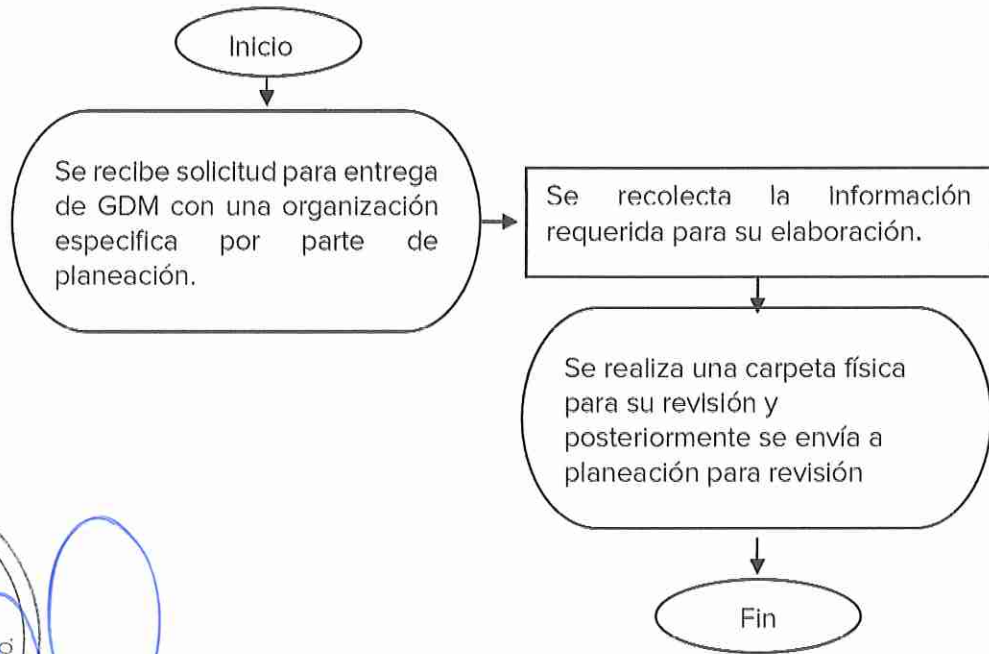 Inicio
Se recibe solicitud para entrega
de GDM con una organización
especifica por parte de
planeación.
Se recolecta la Información
requerida para su elaboración.
Se realiza una carpeta física
para su revisión y
posteriormente se envía a
planeación para revisión
Fin